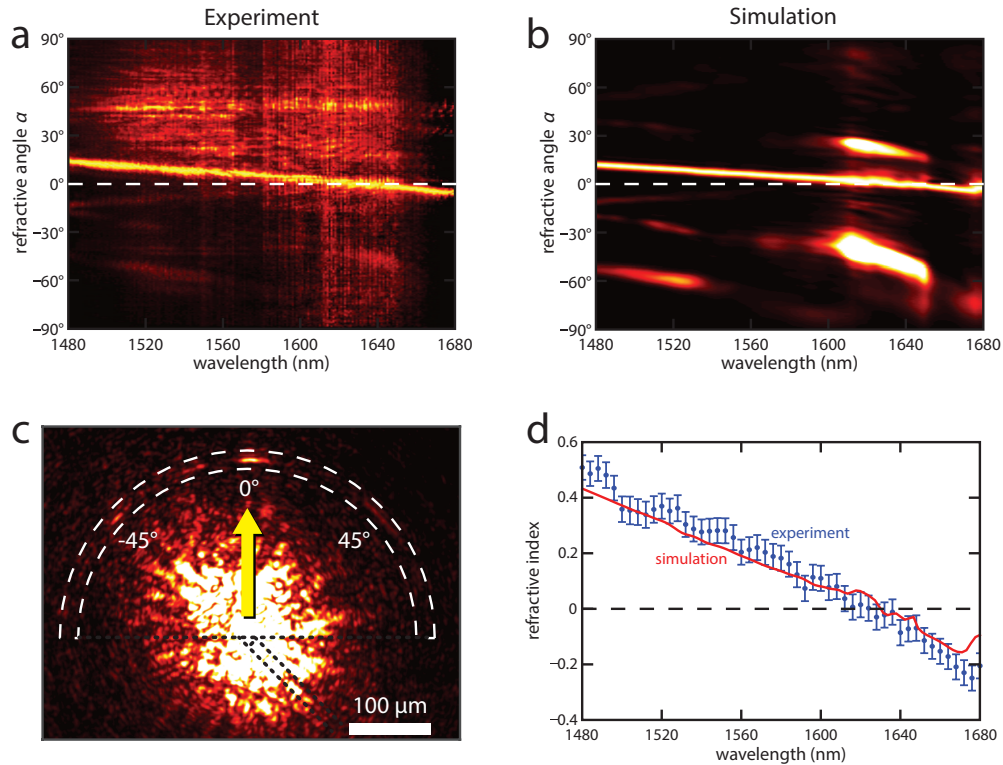 Experiment
Simulation
a
90°
60°
30°
0°
−30°
−60°
−90°
refractive angle α
1480 1520 1560 1600 1640 1680
wavelength (nm)
b
90°
60°
30°
0°
−30°
−60°
−90°
refractive angle α
1480 1520 1560 1600 1640 1680
wavelength (nm)
c
0°
-45°
45°
100 µm
d
0.6
0.4
0.2
0
−0.2
−0.4
refractive index
experiment
simulation
1480 1520 1560 1600 1640 1680
wavelength (nm)